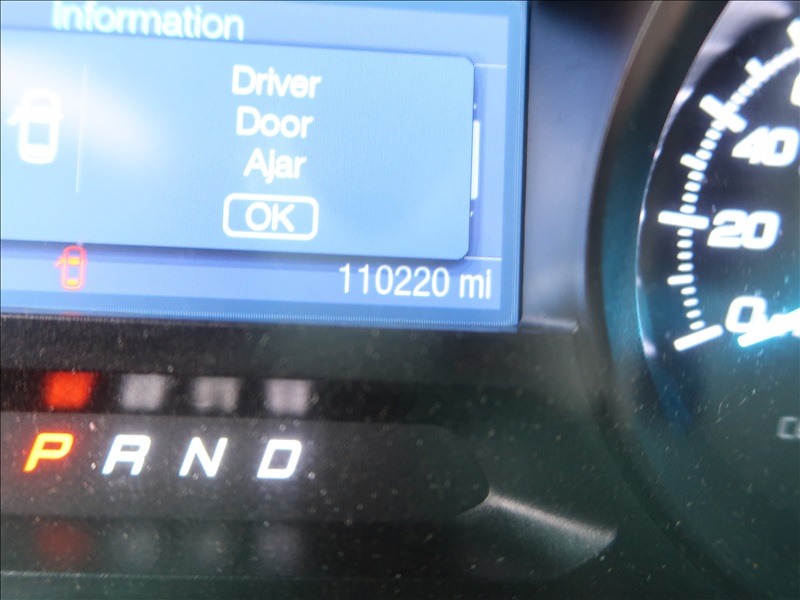 Information
Driver
Door
Ajar
OK
110220 mi
40
20
0
P R N D